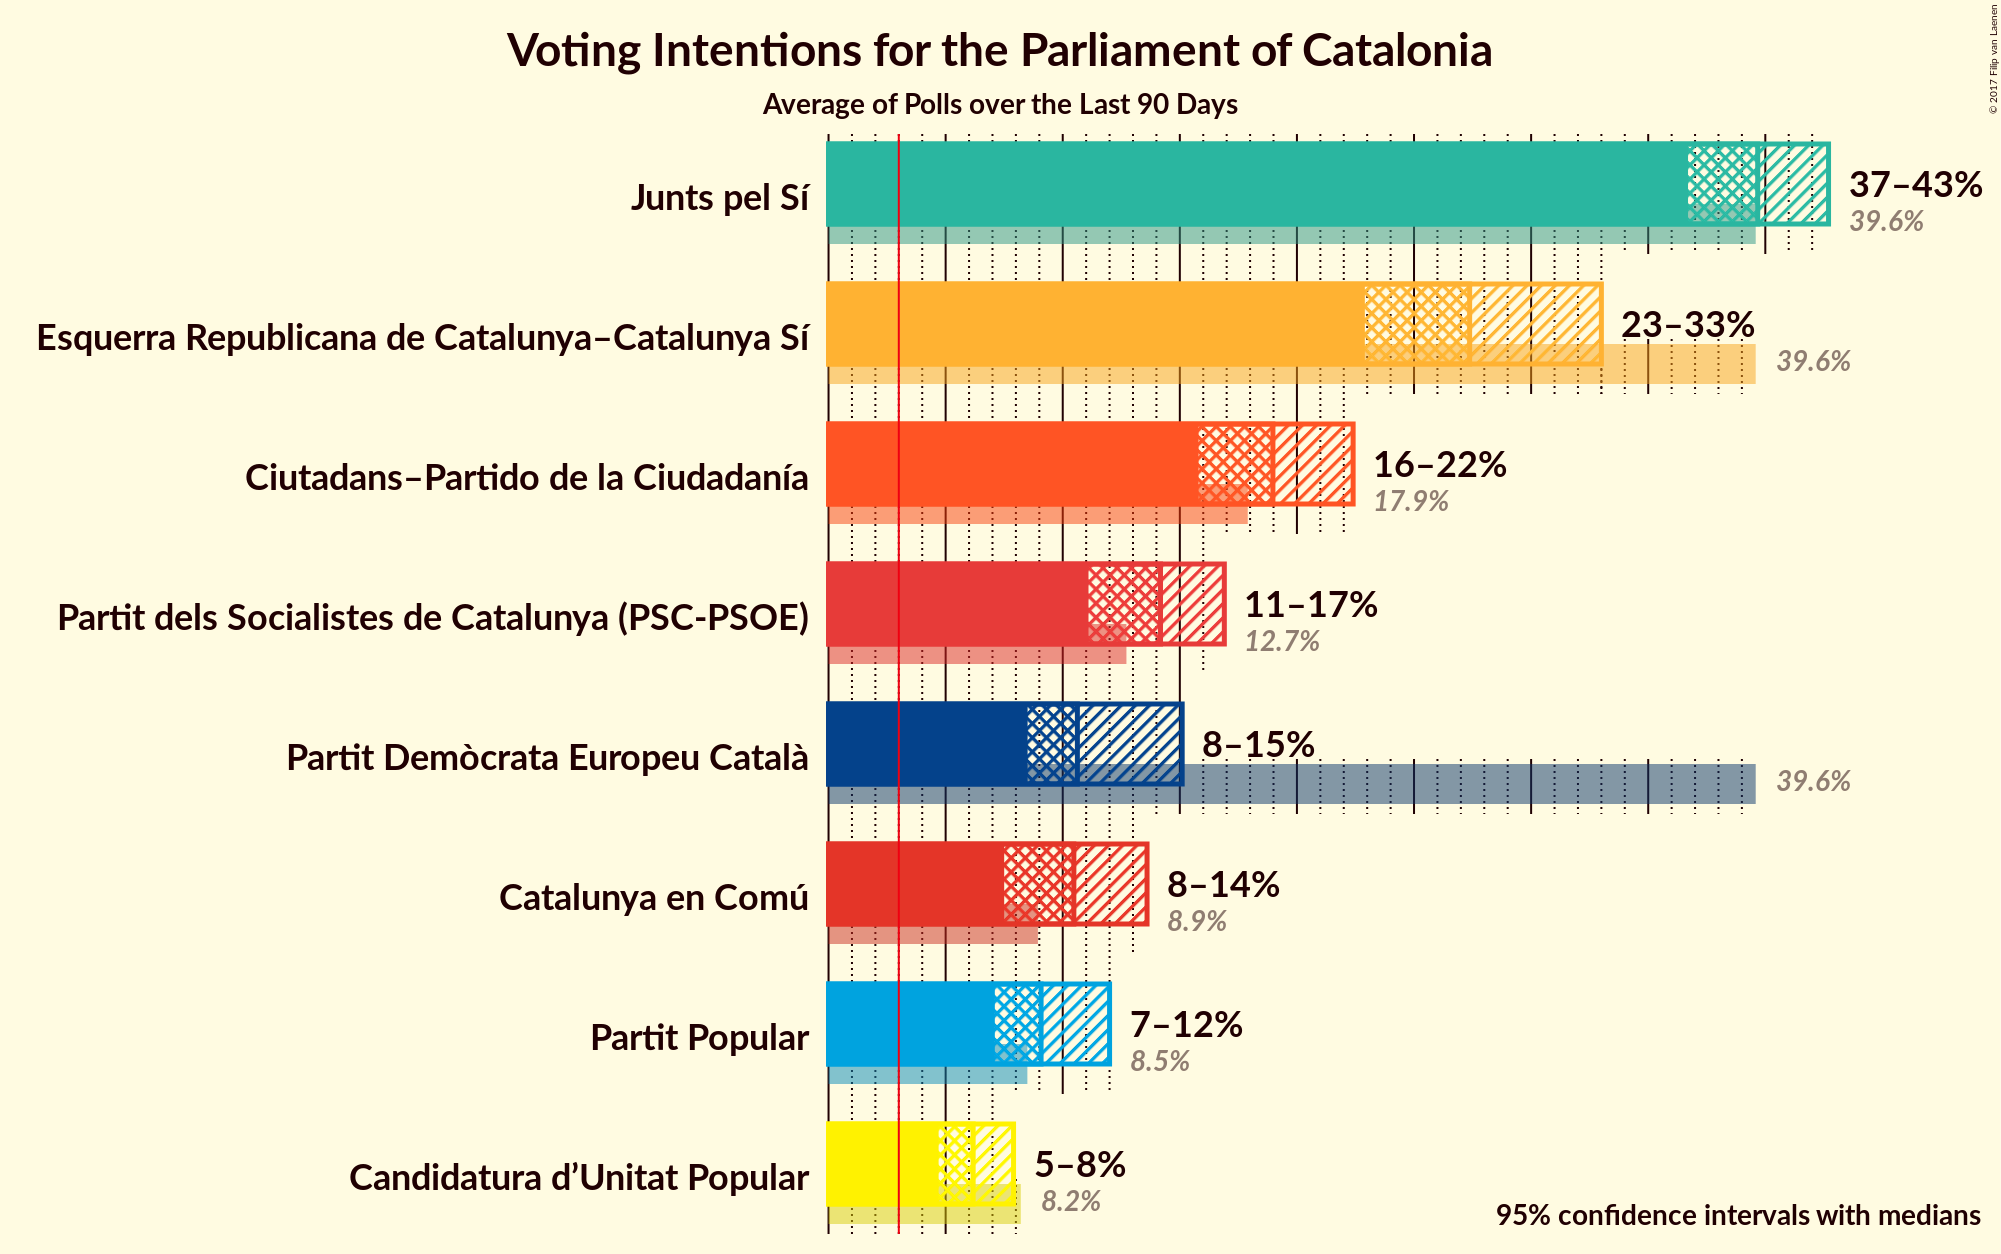 Voting Intentions for the Parliament of Catalonia
Average of Polls over the Last 90 Days
© 2017 Filip van Laenen
Junts pel Sí
37–43%
39.6%
Esquerra Republicana de Catalunya–Catalunya Sí
23–33%
39.6%
Ciutadans–Partido de la Ciudadanía
16–22%
17.9%
Partit dels Socialistes de Catalunya (PSC-PSOE)
11–17%
12.7%
Partit Demòcrata Europeu Català
8–15%
39.6%
Catalunya en Comú
8–14%
8.9%
Partit Popular
7–12%
8.5%
Candidatura d’Unitat Popular
5–8%
8.2%
95% confidence intervals with medians